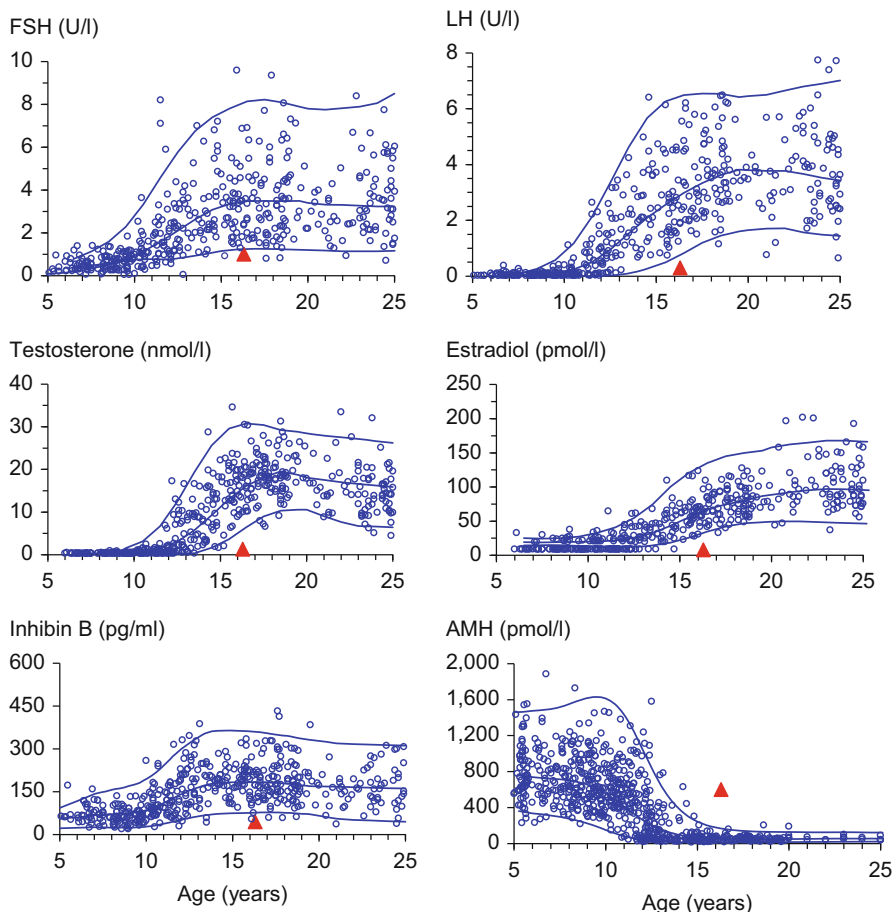 FSH (U/l)
10
8
6
4
2
0
5 10 15 20 25
LH (U/l)
8
6
4
2
0
5 10 15 20 25
Testosterone (nmol/l)
40
30
20
10
0
5 10 15 20 25
Estradiol (pmol/l)
250
200
150
100
50
0
5 10 15 20 25
Inhibin B (pg/ml)
600
450
300
150
0
5 10 15 20 25
Age (years)
AMH (pmol/l)
2,000
1,600
1,200
800
400
0
5 10 15 20 25
Age (years)